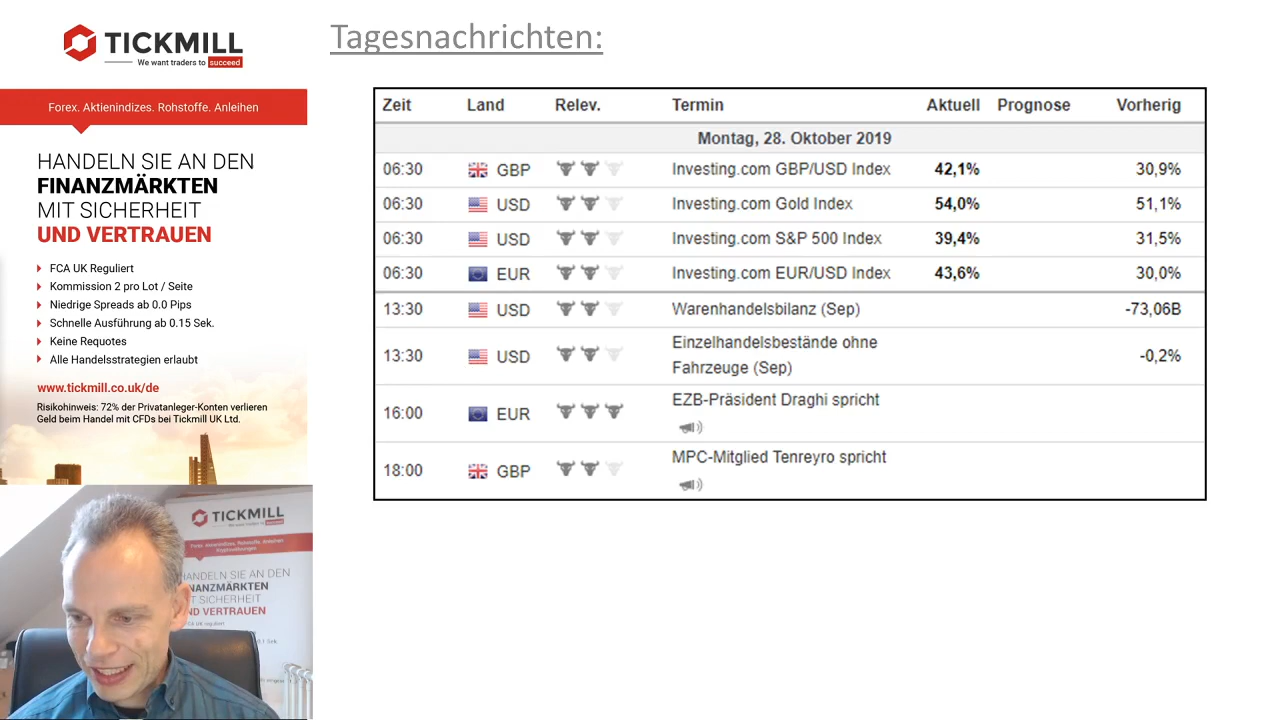 TICKMILL
We want traders to succeed
Forex. Aktienindizes. Rohstoffe. Anleihen
HANDELN SIE AN DEN
FINANZMÄRKTEN
MIT SICHERHEIT
UND VERTRAUEN
FCA UK Reguliert
Kommission 2 pro Lot / Seite
Niedrige Spreads ab 0.0 Pips
Schnelle Ausführung ab 0.15 Sek.
Keine Requotes
Alle Handelsstrategien erlaubt
www.tickmill.co.uk/de
Risikohinweis: 72% der Privatanleger-Konten verlieren
Geld beim Handel mit CFDs bei Tickmill UK Ltd.
Tagesnachrichten:
Zeit Land Relev. Termin Aktuell Prognose Vorherig
Montag, 28. Oktober 2019
06:30 GBP Investing.com GBP/USD Index 42,1% 30,9%
06:30 USD Investing.com Gold Index 54,0% 51,1%
06:30 USD Investing.com S&P 500 Index 39,4% 31,5%
06:30 EUR Investing.com EUR/USD Index 43,6% 30,0%
13:30 USD Warenhandelsbilanz (Sep) -73,06B
13:30 USD Einzelhandelsbestände ohne
Fahrzeuge (Sep) -0,2%
16:00 EUR EZB-Präsident Draghi spricht
18:00 GBP MPC-Mitglied Tenreyro spricht
TICKMILL
We want traders to succeed
HANDELN SIE AN DEN
NANZMÄRKTEN
T SICHERHEIT
ND VERTRAUEN